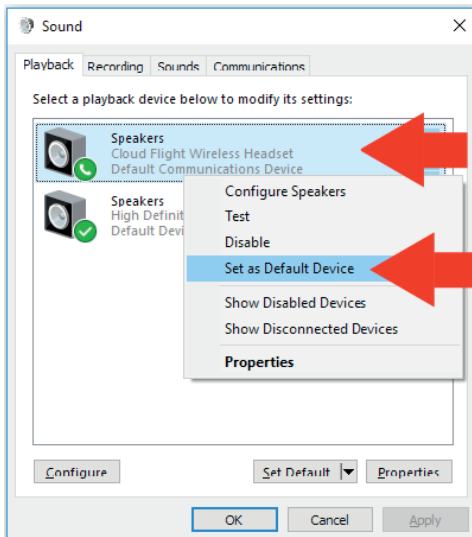 Sound
Playback Recording Sounds Communications
Select a playback device below to modify its settings:
Speakers
Cloud Flight Wireless Headset
Default Communications Device
Speakers
High Definit
Default Devi
Configure Speakers
Test
Disable
Set as Default Device
Show Disabled Devices
Show Disconnected Devices
Properties
Configure Set Default Properties
OK Cancel Apply